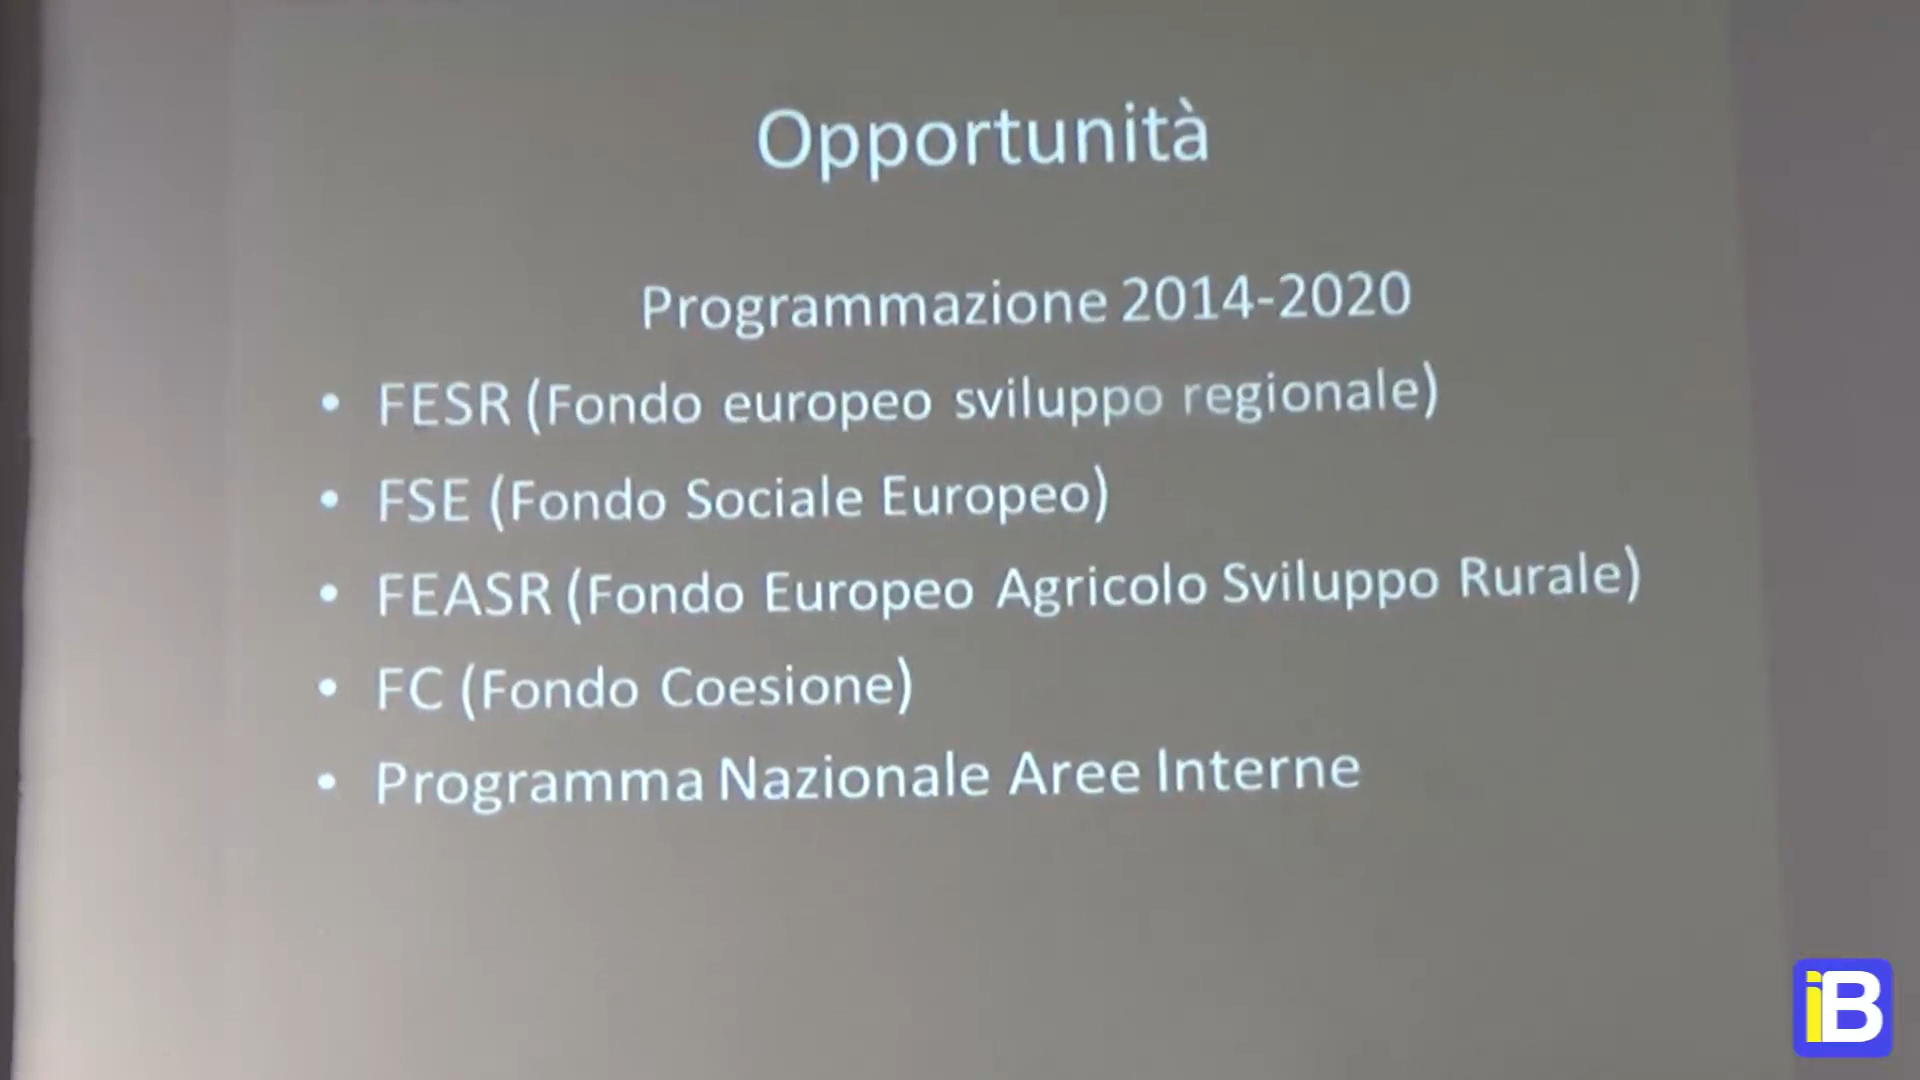 Opportunità
Programmazione 2014-2020
• FESR (Fondo europeo sviluppo regionale)
• FSE (Fondo Sociale Europeo)
• FEASR (Fondo Europeo Agricolo Sviluppo Rurale)
• FC (Fondo Coesione)
• Programma Nazionale Aree Interne
iB